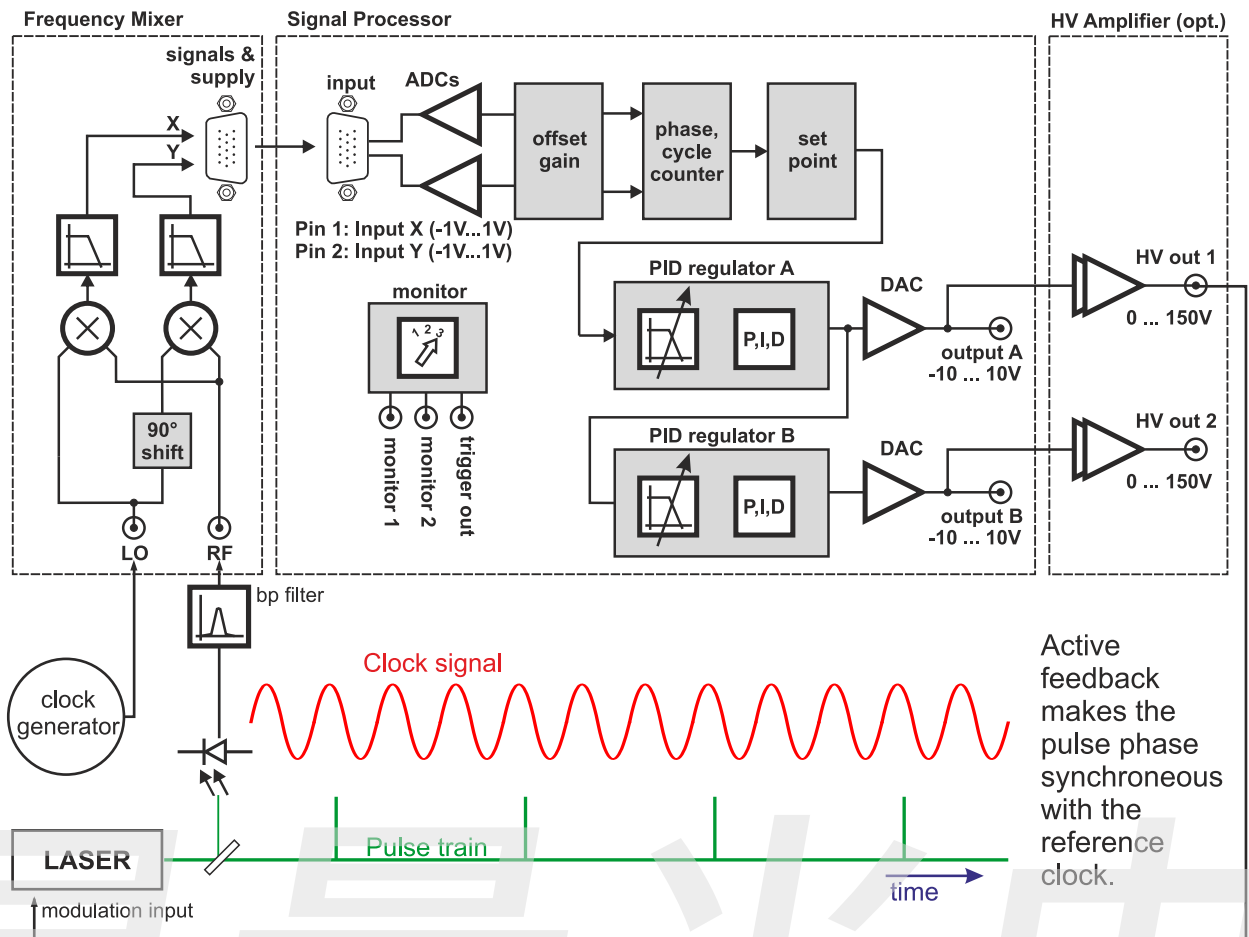 Frequency Mixer
Signal Processor
HV Amplifier (opt.)
signals &
supply
X
Y
input
ADCs
offset
gain
phase,
cycle
counter
set
point
Pin 1: Input X (-1V...1V)
Pin 2: Input Y (-1V...1V)
monitor
1 2 3
monitor 1
monitor 2
trigger out
PID regulator A
P,I,D
DAC
output A
-10 ... 10V
HV out 1
0 ... 150V
PID regulator B
P,I,D
DAC
output B
-10 ... 10V
HV out 2
0 ... 150V
90°
shift
LO
RF
bp filter
clock
generator
Clock signal
Pulse train
time
LASER
modulation input
Active
feedback
makes the
pulse phase
synchroneous
with the
reference
clock.